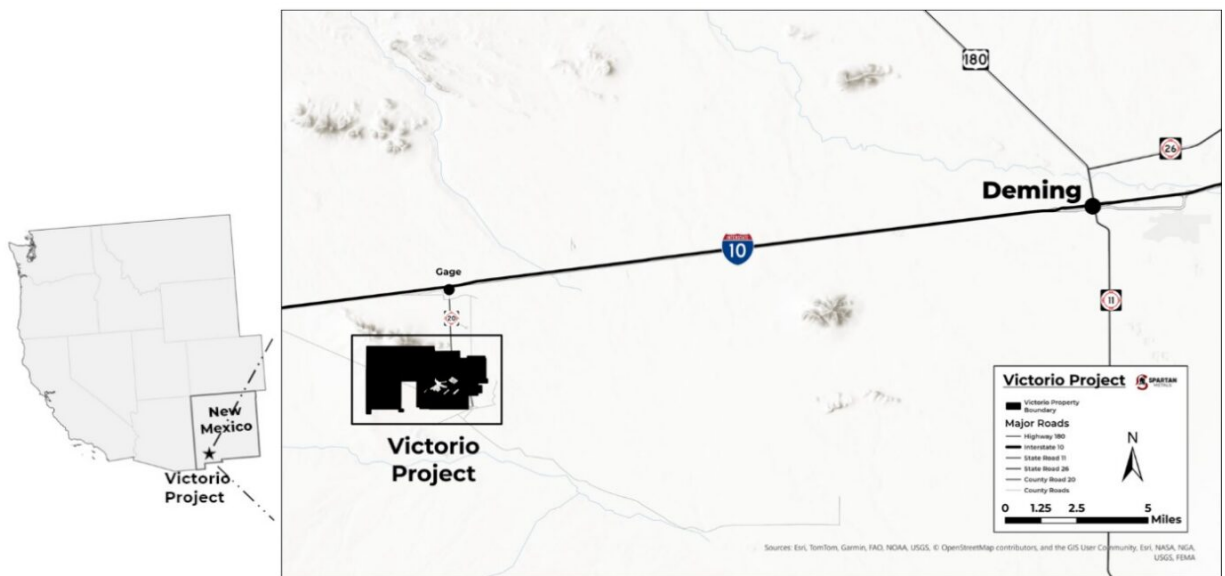 New
Mexico
Victorio
Project
180
26
Deming
INTERSTATE
10
Gage
20
11
Victorio
Project
Victorio Project
SPARTAN
METALS
Victorio Property
Boundary
Major Roads
Highway 180
Interstate 10
State Road 11
State Road 26
County Road 20
County Roads
N
0 1.25 2.5 5
Miles
Sources: Esri, TomTom, Garmin, FAO, NOAA, USGS, © OpenStreetMap contributors, and the GIS User Community, Esri, NASA, NGA,
USGS, FEMA